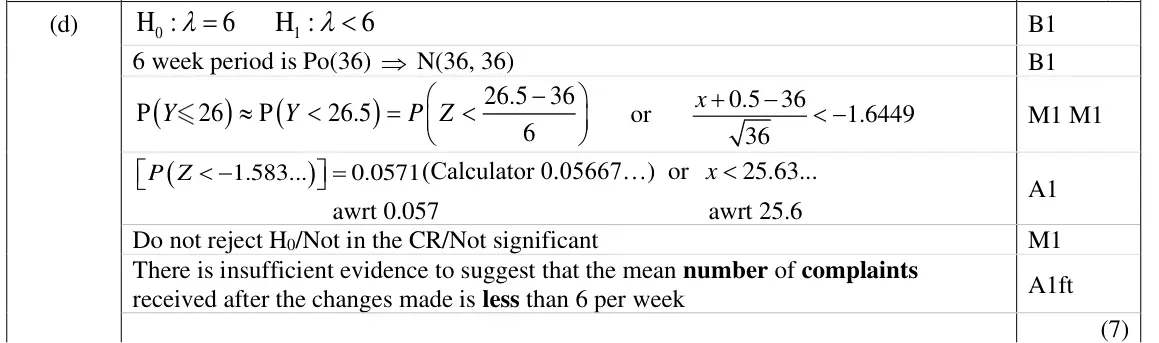 (d) H₀ : λ = 6 H₁ : λ < 6 B1
6 week period is Po(36) ⇒ N(36, 36) B1
P(Y⩽26) ≈ P(Y < 26.5) = P(Z < (26.5 − 36)/6) or (x + 0.5 − 36)/√36 < −1.6449 M1 M1
[P(Z < −1.583...)] = 0.0571 (Calculator 0.05667…) or x < 25.63... A1
awrt 0.057 awrt 25.6
Do not reject H₀/Not in the CR/Not significant M1
There is insufficient evidence to suggest that the mean number of complaints
received after the changes made is less than 6 per week A1ft
(7)